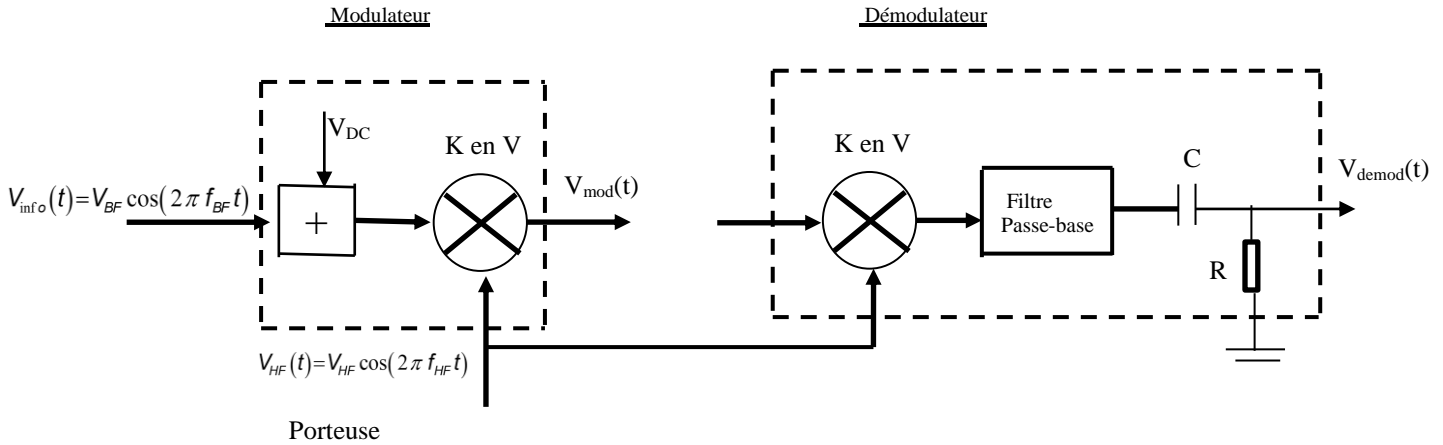 Modulateur
Démodulateur
V_DC
K en V
K en V
C
V_info(t)=V_BF cos(2π f_BF t)
V_mod(t)
V_demod(t)
+
Filtre
Passe-base
R
V_HF(t)=V_HF cos(2π f_HF t)
Porteuse